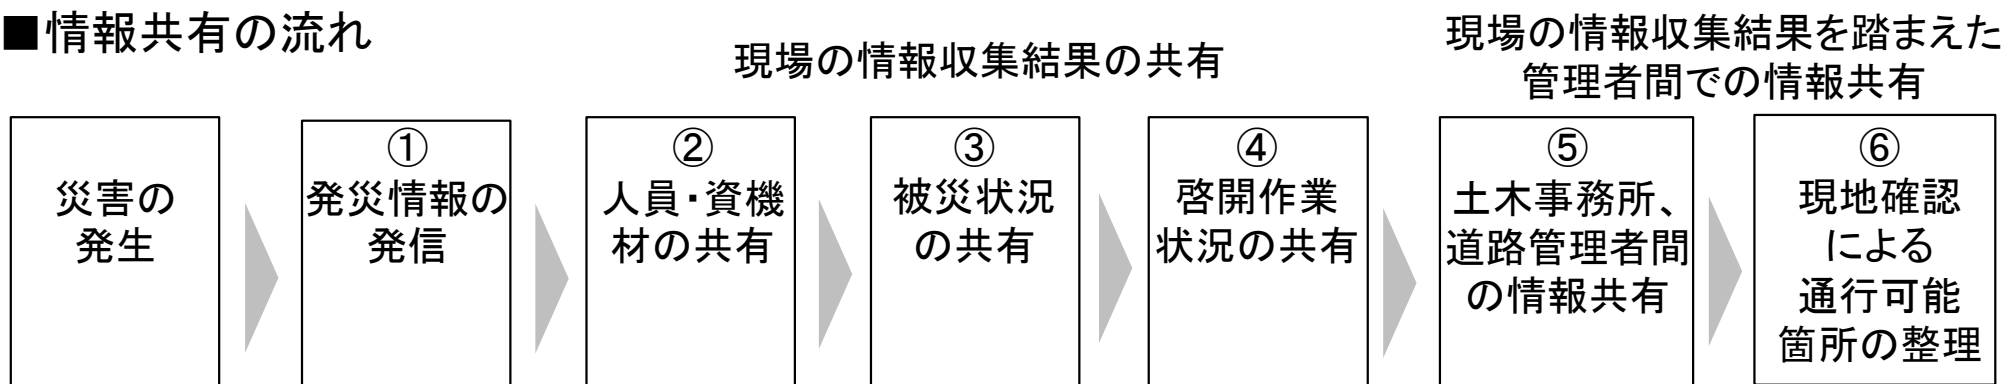 ■情報共有の流れ
現場の情報収集結果の共有
現場の情報収集結果を踏まえた
管理者間での情報共有
災害の
発生
①
発災情報の
発信
②
人員・資機
材の共有
③
被災状況
の共有
④
啓開作業
状況の共有
⑤
土木事務所、
道路管理者間
の情報共有
⑥
現地確認
による
通行可能
箇所の整理